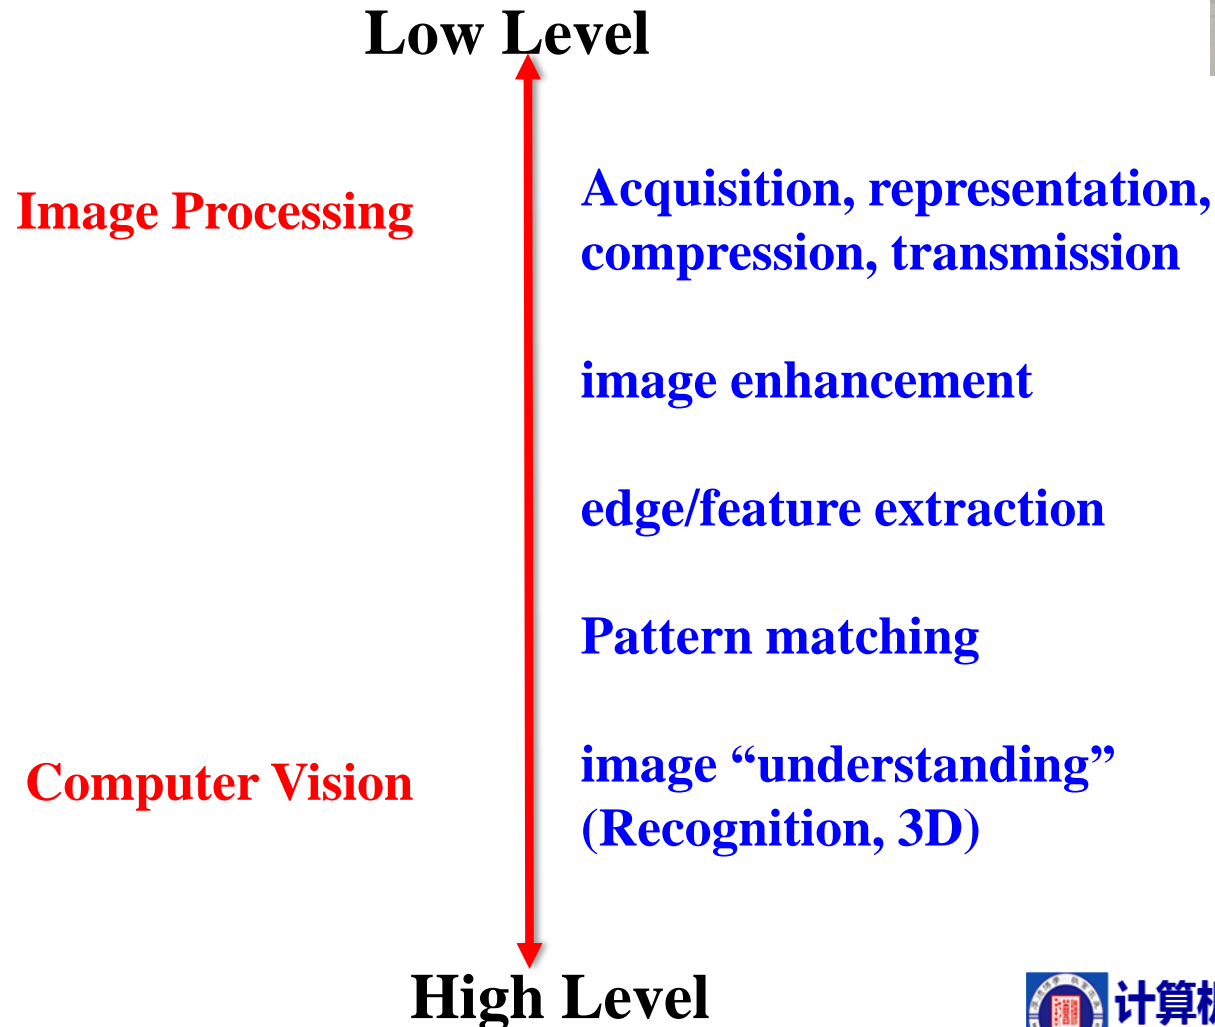 Low Level
Image Processing
Acquisition, representation,
compression, transmission
image enhancement
edge/feature extraction
Pattern matching
Computer Vision
image “understanding”
(Recognition, 3D)
High Level
计算机